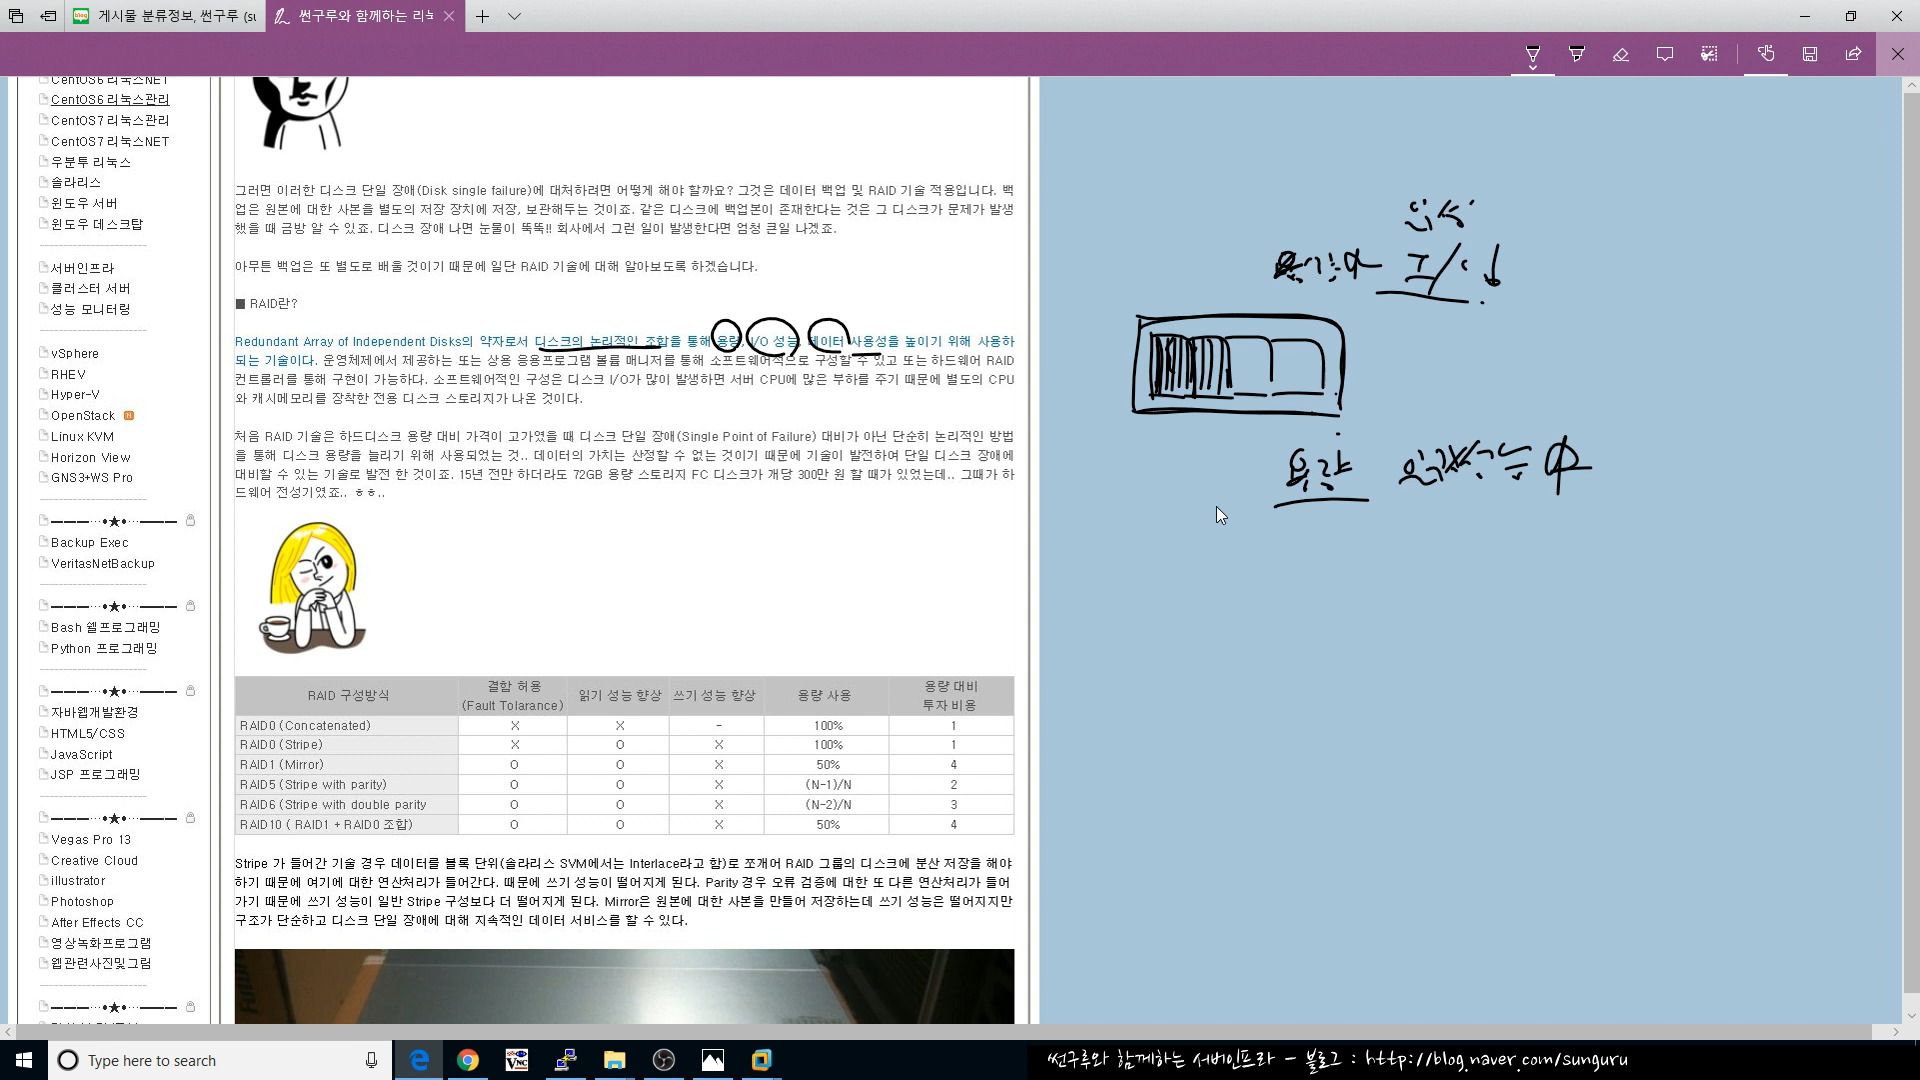 게시물 분류정보, 썬구루 (su
썬구루와 함께하는 리눅
CentOS6 리눅스NET
CentOS6 리눅스관리
CentOS7 리눅스관리
CentOS7 리눅스NET
우분투 리눅스
솔라리스
윈도우 서버
윈도우 데스크탑
서버인프라
클러스터 서버
성능 모니터링
vSphere
RHEV
Hyper-V
OpenStack N
Linux KVM
Horizon View
GNS3+WS Pro
━━━···•★•···━━━
Backup Exec
VeritasNetBackup
━━━···•★•···━━━
Bash 쉘프로그래밍
Python 프로그래밍
━━━···•★•···━━━
자바웹개발환경
HTML5/CSS
JavaScript
JSP 프로그래밍
━━━···•★•···━━━
Vegas Pro 13
Creative Cloud
illustrator
Photoshop
After Effects CC
영상녹화프로그램
웹관련사진및그림
━━━···•★•···━━━
그러면 이러한 디스크 단일 장애(Disk single failure)에 대처하려면 어떻게 해야 할까요? 그것은 데이터 백업 및 RAID 기술 적용입니다. 백
업은 원본에 대한 사본을 별도의 저장 장치에 저장, 보관해두는 것이죠. 같은 디스크에 백업본이 존재한다는 것은 그 디스크가 문제가 발생
했을 때 금방 알 수 있죠. 디스크 장애 나면 눈물이 뚝뚝!! 회사에서 그런 일이 발생한다면 엄청 큰일 나겠죠.
아무튼 백업은 또 별도로 배울 것이기 때문에 일단 RAID 기술에 대해 알아보도록 하겠습니다.
■ RAID란?
Redundant Array of Independent Disks의 약자로서 디스크의 논리적인 조합을 통해 용량, I/O 성능, 데이터 사용성을 높이기 위해 사용하
되는 기술이다. 운영체제에서 제공하는 또는 상용 응용프로그램 볼륨 매니저를 통해 소프트웨어적으로 구성할 수 있고 또는 하드웨어 RAID
컨트롤러를 통해 구현이 가능하다. 소프트웨어적인 구성은 디스크 I/O가 많이 발생하면 서버 CPU에 많은 부하를 주기 때문에 별도의 CPU
와 캐시메모리를 장착한 전용 디스크 스토리지가 나온 것이다.
처음 RAID 기술은 하드디스크 용량 대비 가격이 고가였을 때 디스크 단일 장애(Single Point of Failure) 대비가 아닌 단순히 논리적인 방법
을 통해 디스크 용량을 늘리기 위해 사용되었는 것.. 데이터의 가치는 산정할 수 없는 것이기 때문에 기술이 발전하여 단일 디스크 장애에
대비할 수 있는 기술로 발전 한 것이죠. 15년 전만 하더라도 72GB 용량 스토리지 FC 디스크가 개당 300만 원 할 때가 있었는데.. 그때가 하
드웨어 전성기였죠.. ㅎㅎ..
RAID 구성방식 결함 허용 (Fault Tolarance) 읽기 성능 향상 쓰기 성능 향상 용량 사용 용량 대비 투자 비용
RAID0 (Concatenated) X X - 100% 1
RAID0 (Stripe) X O X 100% 1
RAID1 (Mirror) O O X 50% 4
RAID5 (Stripe with parity) O O X (N-1)/N 2
RAID6 (Stripe with double parity O O X (N-2)/N 3
RAID10 ( RAID1 + RAID0 조합) O O X 50% 4
Stripe 가 들어간 기술 경우 데이터를 블록 단위(솔라리스 SVM에서는 Interlace라고 함)로 쪼개어 RAID 그룹의 디스크에 분산 저장을 해야
하기 때문에 여기에 대한 연산처리가 들어간다. 때문에 쓰기 성능이 떨어지게 된다. Parity 경우 오류 검증에 대한 또 다른 연산처리가 들어
가기 때문에 쓰기 성능이 일반 Stripe 구성보다 더 떨어지게 된다. Mirror은 원본에 대한 사본을 만들어 저장하는데 쓰기 성능은 떨어지지만
구조가 단순하고 디스크 단일 장애에 대해 지속적인 데이터 서비스를 할 수 있다.
용량
Type here to search
썬구루와 함께하는 서버인프라 - 블로그 : http://blog.naver.com/sunguru